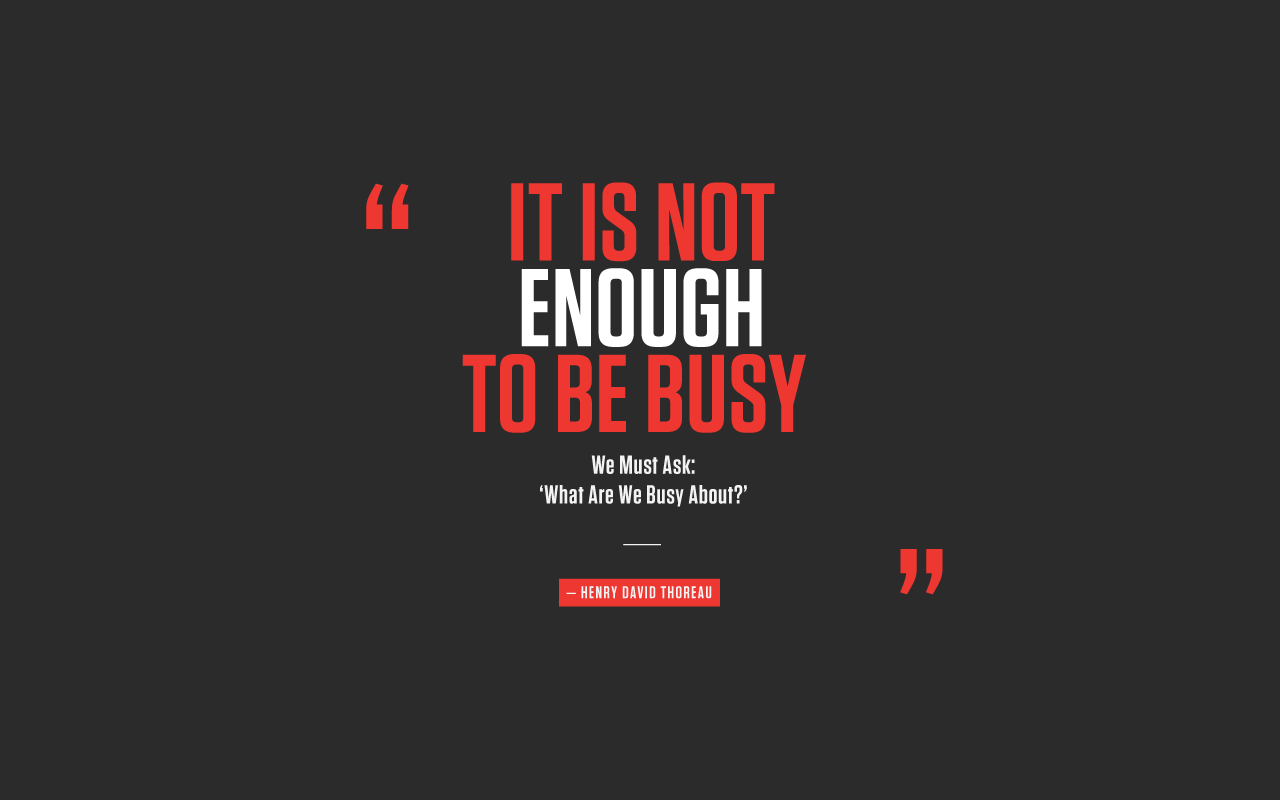 “ IT IS NOT
ENOUGH
TO BE BUSY
We Must Ask:
‘What Are We Busy About?’
”
— HENRY DAVID THOREAU